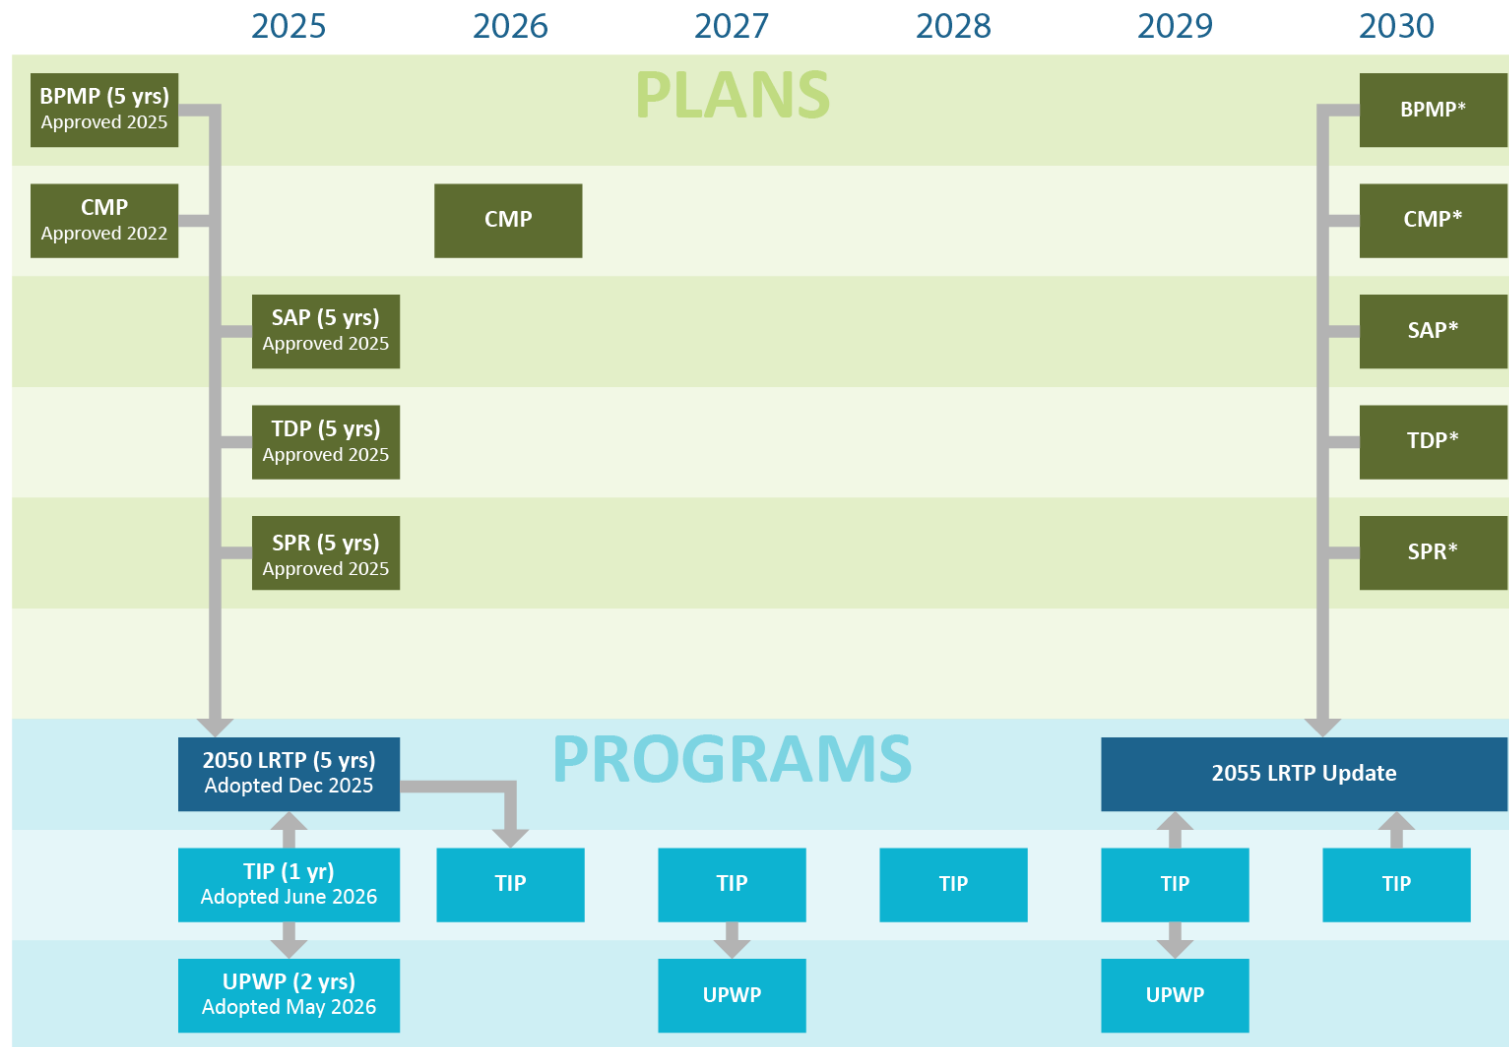 2025 2026 2027 2028 2029 2030
PLANS
BPMP (5 yrs)
Approved 2025
BPMP*
CMP
Approved 2022
CMP
CMP*
SAP (5 yrs)
Approved 2025
SAP*
TDP (5 yrs)
Approved 2025
TDP*
SPR (5 yrs)
Approved 2025
SPR*
PROGRAMS
2050 LRTP (5 yrs)
Adopted Dec 2025
2055 LRTP Update
TIP (1 yr)
Adopted June 2026
TIP
TIP
TIP
TIP
TIP
UPWP (2 yrs)
Adopted May 2026
UPWP
UPWP